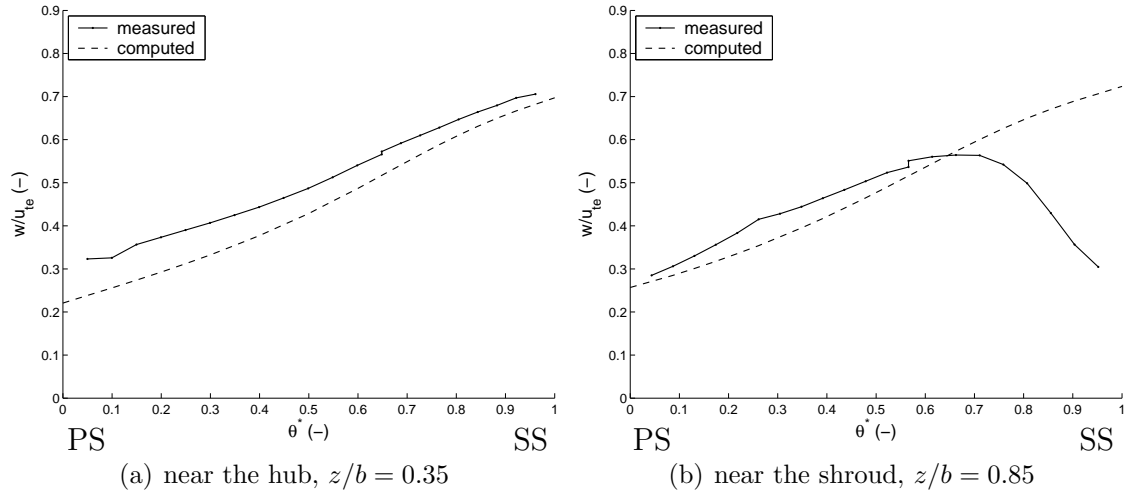 measured
computed
0.9
0.8
0.7
0.6
0.5
0.4
0.3
0.2
0.1
0
w/u_te (−)
0 0.1 0.2 0.3 0.4 0.5 0.6 0.7 0.8 0.9 1
θ* (−)
PS SS
(a) near the hub, z/b = 0.35
measured
computed
0.9
0.8
0.7
0.6
0.5
0.4
0.3
0.2
0.1
0
w/u_te (−)
0 0.1 0.2 0.3 0.4 0.5 0.6 0.7 0.8 0.9 1
θ* (−)
PS SS
(b) near the shroud, z/b = 0.85